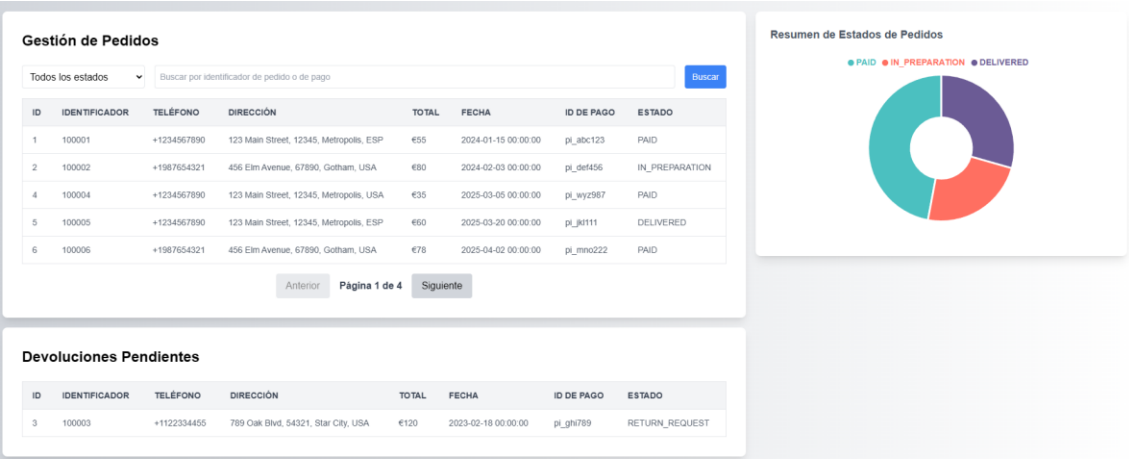 Gestión de Pedidos
Todos los estados Buscar por identificador de pedido o de pago Buscar
ID IDENTIFICADOR TELÉFONO DIRECCIÓN TOTAL FECHA ID DE PAGO ESTADO
1 100001 +1234567890 123 Main Street, 12345, Metropolis, ESP €55 2024-01-15 00:00:00 pi_abc123 PAID
2 100002 +1987654321 456 Elm Avenue, 67890, Gotham, USA €80 2024-02-03 00:00:00 pi_def456 IN_PREPARATION
4 100004 +1234567890 123 Main Street, 12345, Metropolis, USA €35 2025-03-05 00:00:00 pi_wyz987 PAID
5 100005 +1234567890 123 Main Street, 12345, Metropolis, ESP €60 2025-03-20 00:00:00 pi_jkl111 DELIVERED
6 100006 +1987654321 456 Elm Avenue, 67890, Gotham, USA €78 2025-04-02 00:00:00 pi_mno222 PAID
Anterior Página 1 de 4 Siguiente
Devoluciones Pendientes
ID IDENTIFICADOR TELÉFONO DIRECCIÓN TOTAL FECHA ID DE PAGO ESTADO
3 100003 +1122334455 789 Oak Blvd, 54321, Star City, USA €120 2023-02-18 00:00:00 pi_ghi789 RETURN_REQUEST
Resumen de Estados de Pedidos
PAID IN_PREPARATION DELIVERED